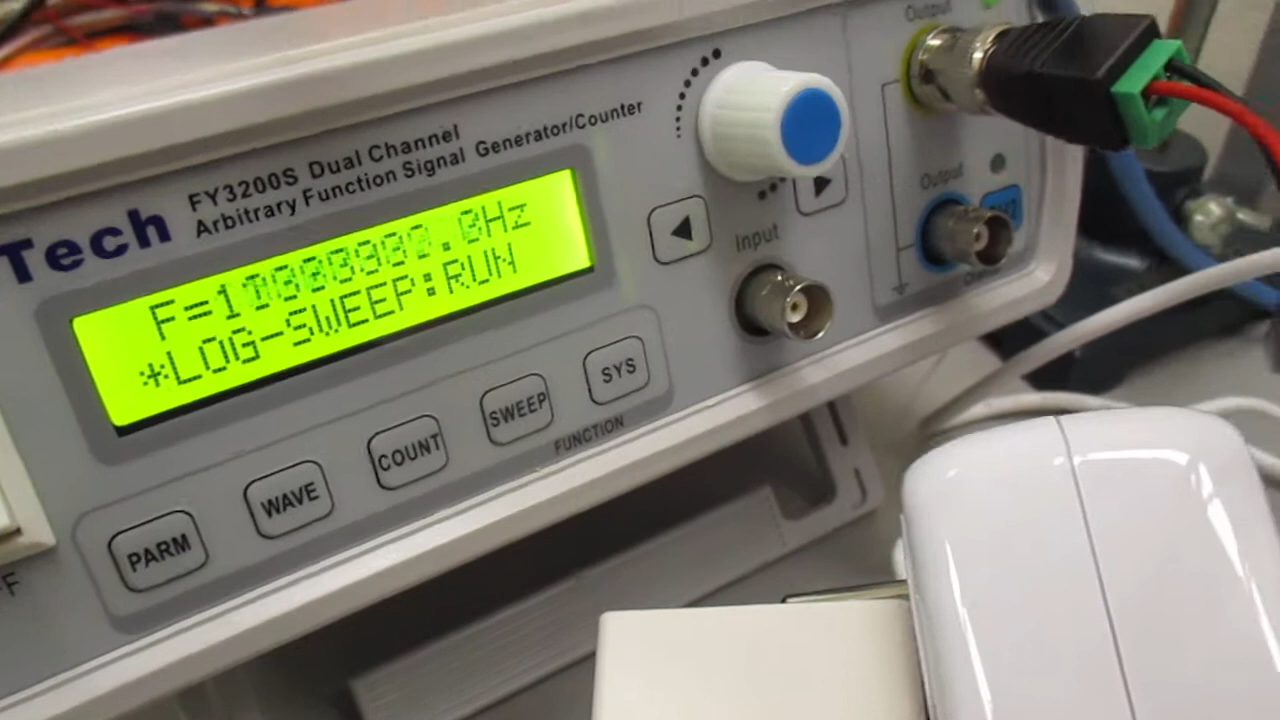 Tech
FY3200S Dual Channel
Arbitrary Function Signal Generator/Counter
*LOG-SWEEP:RUN
PARM
WAVE
COUNT
SWEEP
SYS
FUNCTION
Input
Output
Output